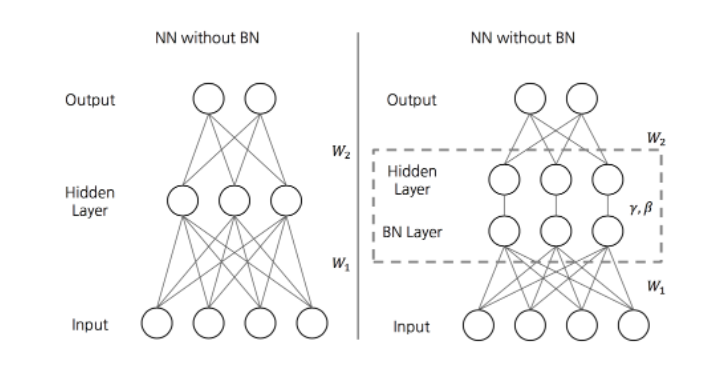 NN without BN
Output
W₂
Hidden
Layer
W₁
Input
NN without BN
Output
W₂
Hidden
Layer
γ, β
BN Layer
W₁
Input